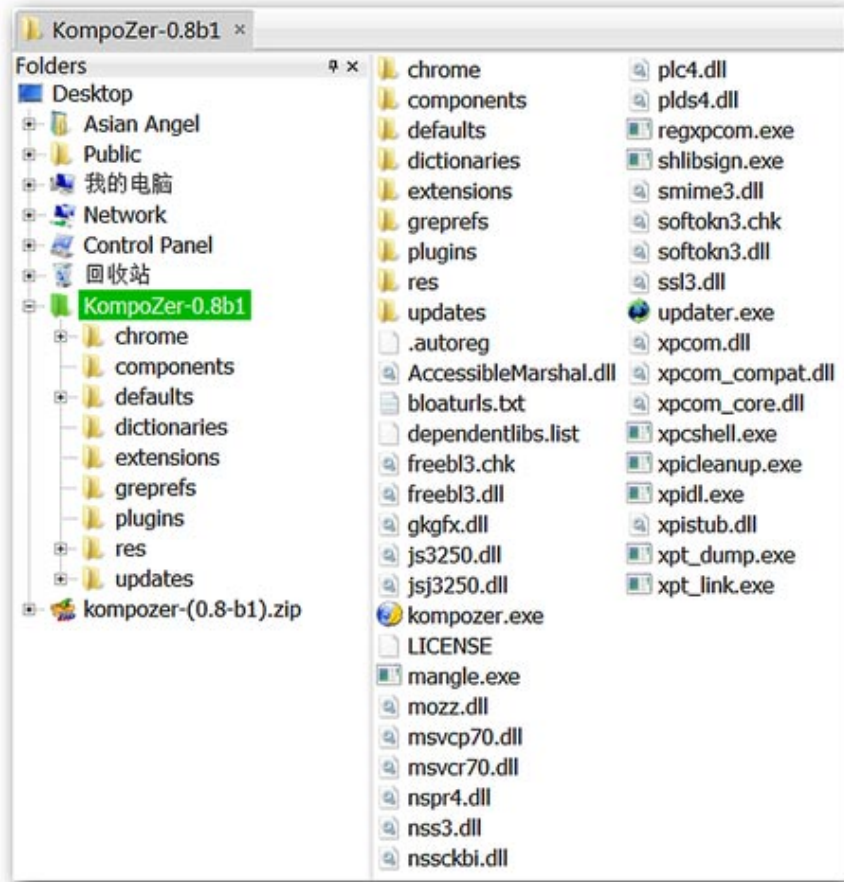 KompoZer-0.8b1 ×
Folders
Desktop
Asian Angel
Public
我的电脑
Network
Control Panel
回收站
KompoZer-0.8b1
chrome
components
defaults
dictionaries
extensions
greprefs
plugins
res
updates
kompozer-(0.8-b1).zip
chrome
components
defaults
dictionaries
extensions
greprefs
plugins
res
updates
.autoreg
AccessibleMarshal.dll
bloaturls.txt
dependentlibs.list
freebl3.chk
freebl3.dll
gkgfx.dll
js3250.dll
jsj3250.dll
kompozer.exe
LICENSE
mangle.exe
mozz.dll
msvcp70.dll
msvcr70.dll
nspr4.dll
nss3.dll
nssckbi.dll
plc4.dll
plds4.dll
regxpcom.exe
shlibsign.exe
smime3.dll
softokn3.chk
softokn3.dll
ssl3.dll
updater.exe
xpcom.dll
xpcom_compat.dll
xpcom_core.dll
xpcshell.exe
xpicleanup.exe
xpidl.exe
xpistub.dll
xpt_dump.exe
xpt_link.exe